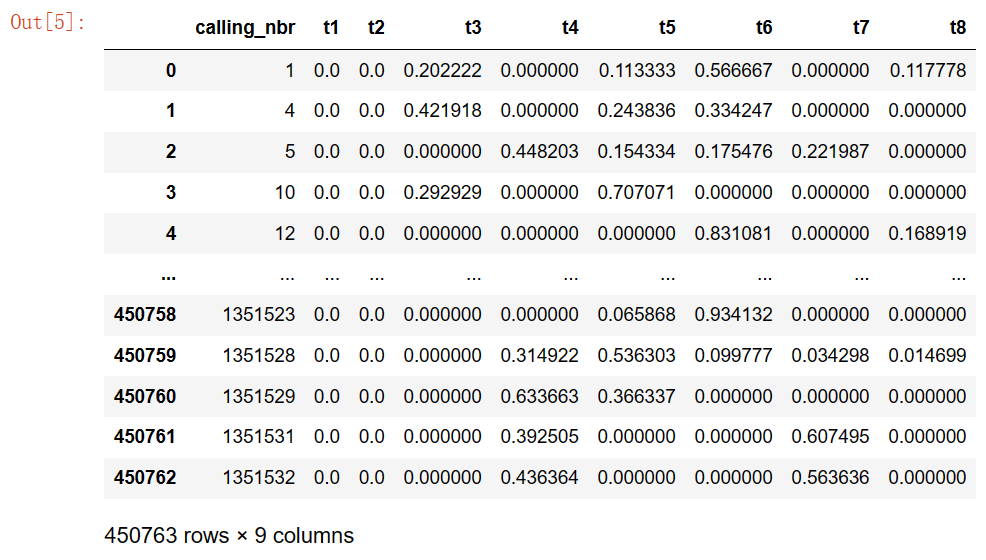 Out[5]:
calling_nbr t1 t2 t3 t4 t5 t6 t7 t8
0 1 0.0 0.0 0.202222 0.000000 0.113333 0.566667 0.000000 0.117778
1 4 0.0 0.0 0.421918 0.000000 0.243836 0.334247 0.000000 0.000000
2 5 0.0 0.0 0.000000 0.448203 0.154334 0.175476 0.221987 0.000000
3 10 0.0 0.0 0.292929 0.000000 0.707071 0.000000 0.000000 0.000000
4 12 0.0 0.0 0.000000 0.000000 0.000000 0.831081 0.000000 0.168919
... ... ... ... ... ... ... ... ... ...
450758 1351523 0.0 0.0 0.000000 0.000000 0.065868 0.934132 0.000000 0.000000
450759 1351528 0.0 0.0 0.000000 0.314922 0.536303 0.099777 0.034298 0.014699
450760 1351529 0.0 0.0 0.000000 0.633663 0.366337 0.000000 0.000000 0.000000
450761 1351531 0.0 0.0 0.000000 0.392505 0.000000 0.000000 0.607495 0.000000
450762 1351532 0.0 0.0 0.000000 0.436364 0.000000 0.000000 0.563636 0.000000
450763 rows × 9 columns